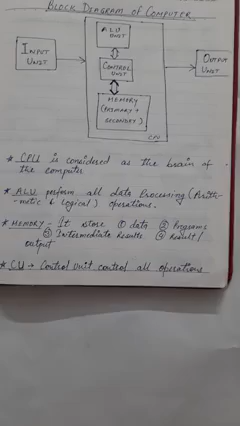 BLOCK DIAGRAM OF COMPUTER
INPUT
UNIT
ALU
UNIT
CONTROL
UNIT
MEMORY
(PRIMARY +
SECONDARY)
CPU
OUTPUT
UNIT
* CPU is considered as the brain of
the computer
* ALU perform all data Processing (Arith-
-metic & Logical) operations.
* MEMORY - It store ① data ② Programs
③ Intermediate Results ④ Result/
output
* CU → Control Unit control all operations